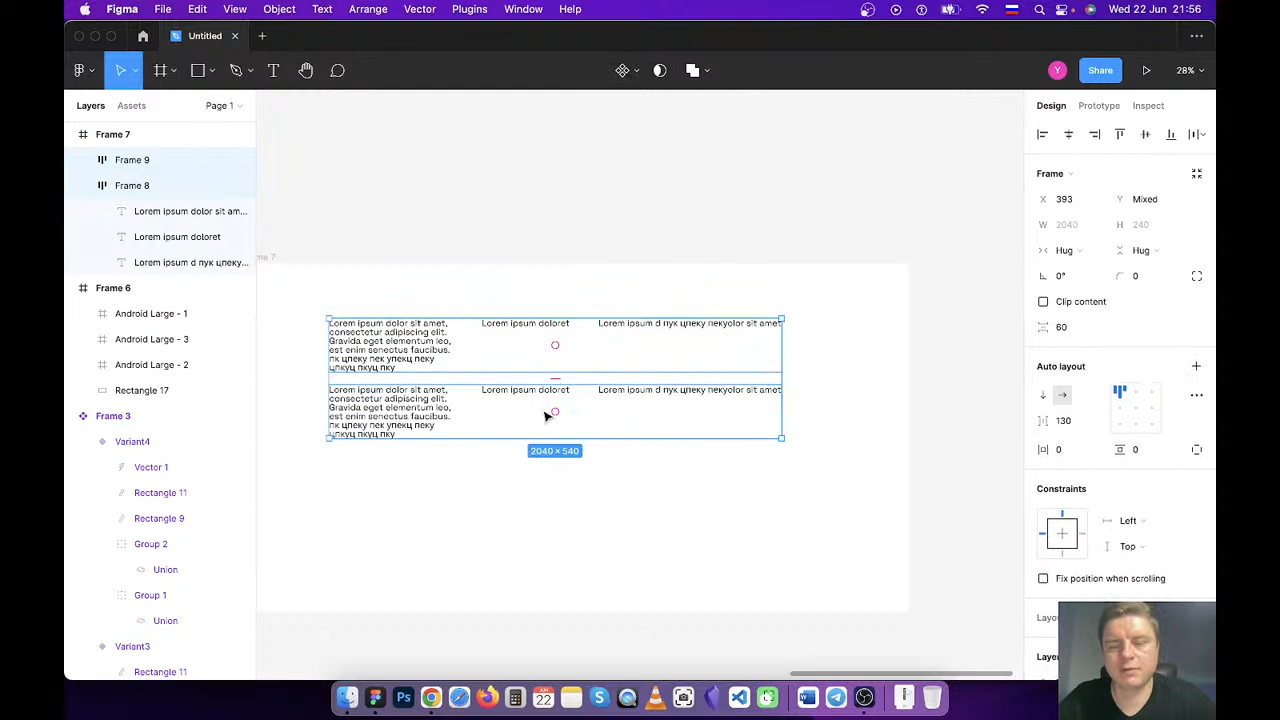 Figma File Edit View Object Text Arrange Vector Plugins Window Help Wed 22 Jun 21:56
Untitled
Y Share 28%
Layers Assets Page 1 Design Prototype Inspect
Frame 7
Frame 9
Frame 8
Lorem ipsum dolor sit am...
Lorem ipsum doloret
Lorem ipsum d пук цпеку...
Frame 6
Android Large - 1
Android Large - 3
Android Large - 2
Rectangle 17
Frame 3
Variant4
Vector 1
Rectangle 11
Rectangle 9
Group 2
Union
Group 1
Union
Variant3
Rectangle 11
me 7
Lorem ipsum dolor sit amet,
consectetur adipiscing elit.
Gravida eget elementum leo,
est enim senectus faucibus.
пк цпеку пек упекц пеку
цпкуц пкуц пку
Lorem ipsum doloret
Lorem ipsum d пук цпеку пекуolor sit amet
Lorem ipsum dolor sit amet,
consectetur adipiscing elit.
Gravida eget elementum leo,
est enim senectus faucibus.
пк цпеку пек упекц пеку
цпкуц пкуц пку
Lorem ipsum doloret
Lorem ipsum d пук цпеку пекуolor sit amet
2040 × 540
Frame
X 393 Y Mixed
W 2040 H 240
Hug Hug
0° 0
Clip content
60
Auto layout
130
0 0
Constraints
Left
Top
Fix position when scrolling
Layou
Laye
JUN
22